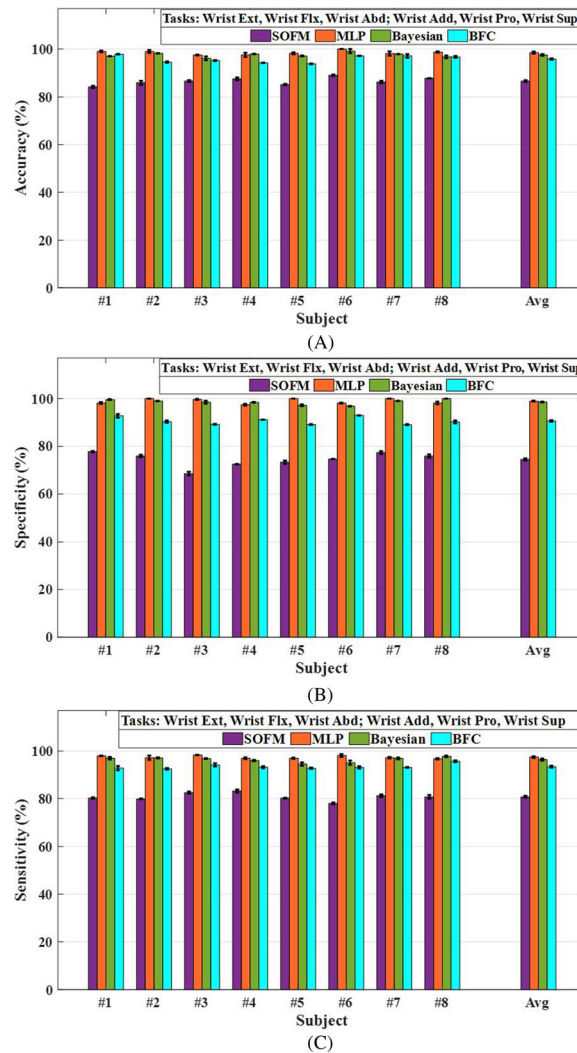 Tasks: Wrist Ext, Wrist Flx, Wrist Abd; Wrist Add, Wrist Pro, Wrist Sup
SOFM MLP Bayesian BFC
100
80
60
40
20
0
Accuracy (%)
#1 #2 #3 #4 #5 #6 #7 #8 Avg
Subject
(A)
Tasks: Wrist Ext, Wrist Flx, Wrist Abd; Wrist Add, Wrist Pro, Wrist Sup
SOFM MLP Bayesian BFC
100
80
60
40
20
0
Specificity (%)
#1 #2 #3 #4 #5 #6 #7 #8 Avg
Subject
(B)
Tasks: Wrist Ext, Wrist Flx, Wrist Abd; Wrist Add, Wrist Pro, Wrist Sup
SOFM MLP Bayesian BFC
100
80
60
40
20
0
Sensitivity (%)
#1 #2 #3 #4 #5 #6 #7 #8 Avg
Subject
(C)